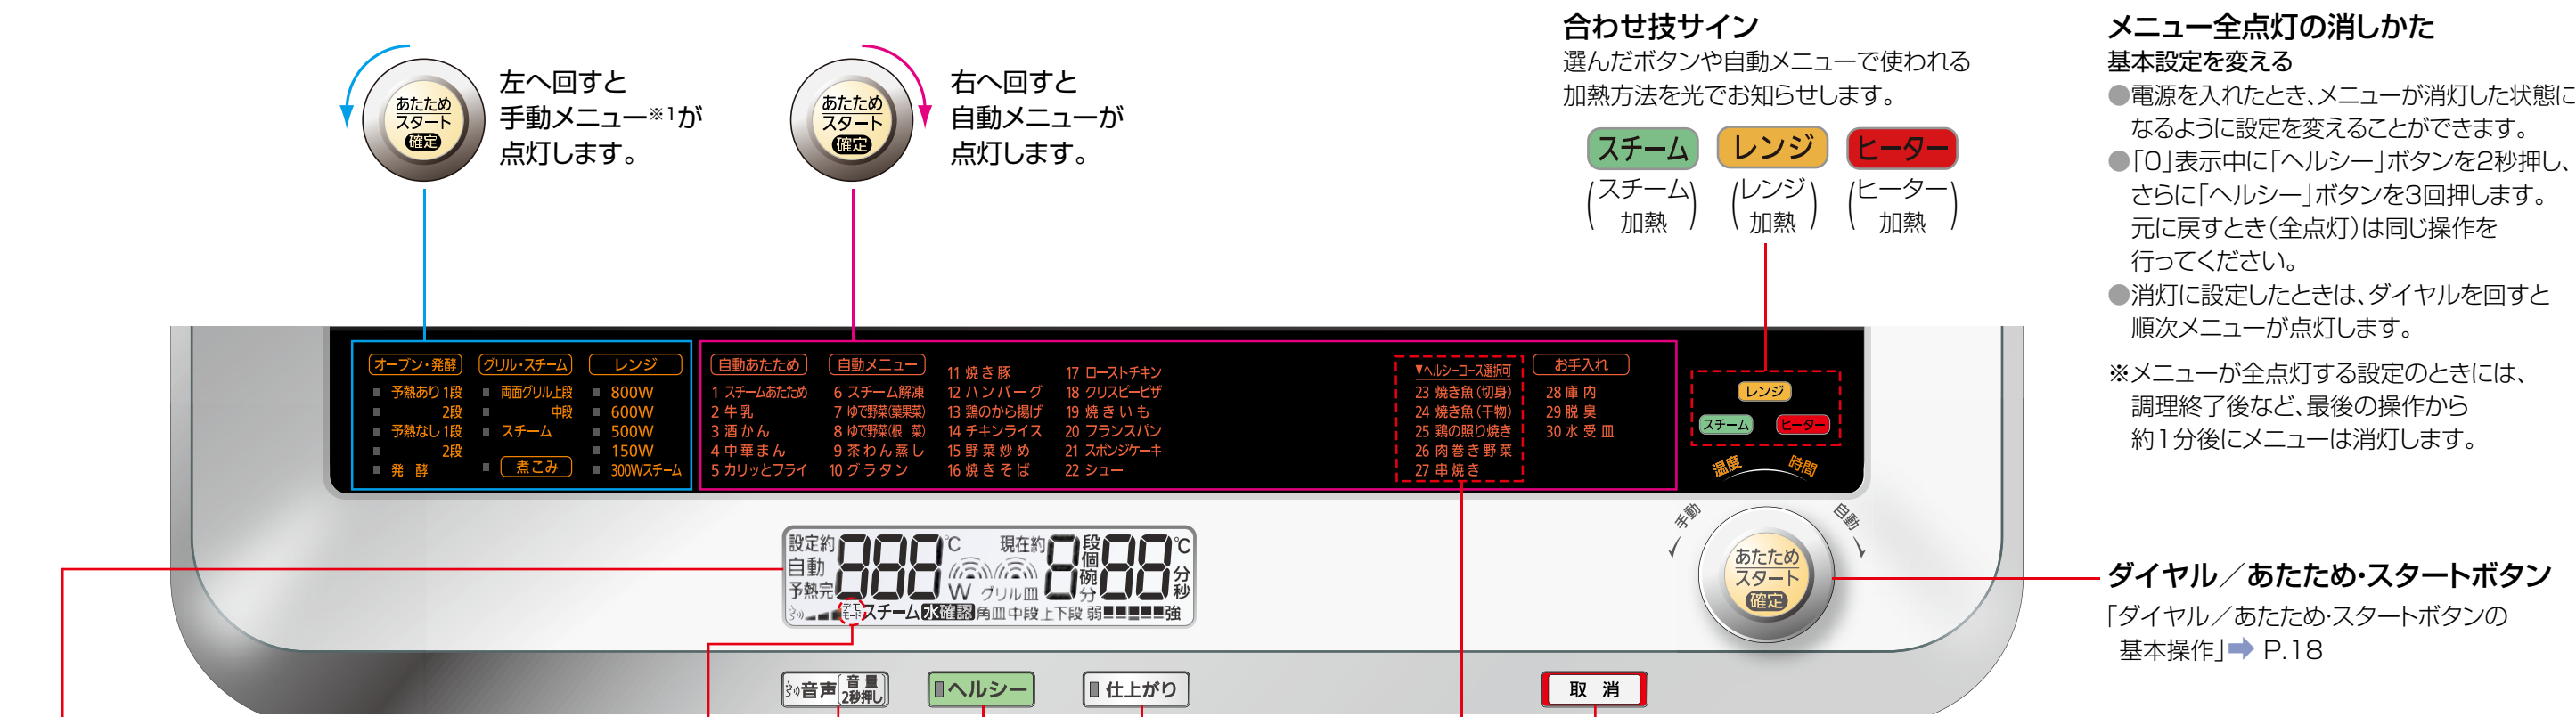 あたため
スタート
確定
左へ回すと
手動メニュー※1が
点灯します。
あたため
スタート
確定
右へ回すと
自動メニューが
点灯します。
合わせ技サイン
選んだボタンや自動メニューで使われる
加熱方法を光でお知らせします。
スチーム レンジ ヒーター
(スチーム加熱) (レンジ加熱) (ヒーター加熱)
メニュー全点灯の消しかた
基本設定を変える
●電源を入れたとき、メニューが消灯した状態に
なるように設定を変えることができます。
●「0」表示中に「ヘルシー」ボタンを2秒押し、
さらに「ヘルシー」ボタンを3回押します。
元に戻すとき(全点灯)は同じ操作を
行ってください。
●消灯に設定したときは、ダイヤルを回すと
順次メニューが点灯します。
※メニューが全点灯する設定のときには、
調理終了後など、最後の操作から
約1分後にメニューは消灯します。
オーブン・発酵
予熱あり1段
2段
予熱なし1段
2段
発酵
グリル・スチーム
両面グリル上段
中段
スチーム
煮こみ
レンジ
800W
600W
500W
150W
300Wスチーム
自動あたため
1 スチームあたため
2 牛乳
3 酒かん
4 中華まん
5 カリッとフライ
自動メニュー
6 スチーム解凍
7 ゆで野菜(葉果菜)
8 ゆで野菜(根 菜)
9 茶わん蒸し
10 グラタン
11 焼き豚
12 ハンバーグ
13 鶏のから揚げ
14 チキンライス
15 野菜炒め
16 焼きそば
17 ローストチキン
18 クリスピーピザ
19 焼きいも
20 フランスパン
21 スポンジケーキ
22 シュー
▼ヘルシーコース選択可
23 焼き魚(切身)
24 焼き魚(干物)
25 鶏の照り焼き
26 肉巻き野菜
27 串焼き
お手入れ
28 庫内
29 脱臭
30 水受皿
レンジ
スチーム ヒーター
温度 時間
手動 自動
あたため
スタート
確定
設定約 888 ℃ 現在約 8 段 個 碗 分 88 ℃ 分 秒
自動
予熱完
W グリル皿
デモモード スチーム 水確認 角皿 中段 上下段 弱 強
音声 音量 2秒押し
ヘルシー
仕上がり
取消
ダイヤル／あたため・スタートボタン
「ダイヤル／あたため・スタートボタンの
基本操作」➡ P.18